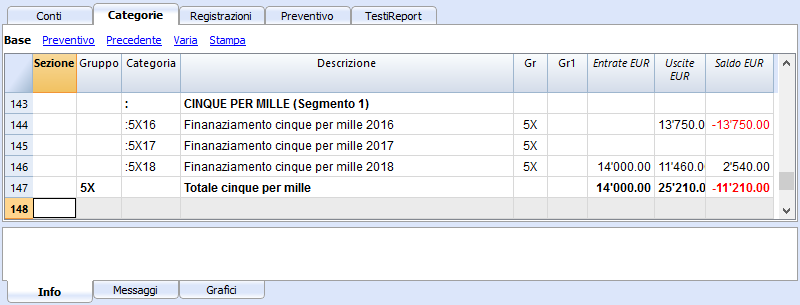 Conti Categorie Registrazioni Preventivo TestiReport
Base Preventivo Precedente Varia Stampa
Sezione Gruppo Categoria Descrizione Gr Gr1 Entrate EUR Uscite EUR Saldo EUR
143 : CINQUE PER MILLE (Segmento 1)
144 :5X16 Finanaziamento cinque per mille 2016 5X 13'750.00 -13'750.00
145 :5X17 Finanaziamento cinque per mille 2017 5X
146 :5X18 Finanaziamento cinque per mille 2018 5X 14'000.00 11'460.00 2'540.00
147 5X Totale cinque per mille 14'000.00 25'210.00 -11'210.00
148
Info Messaggi Grafici